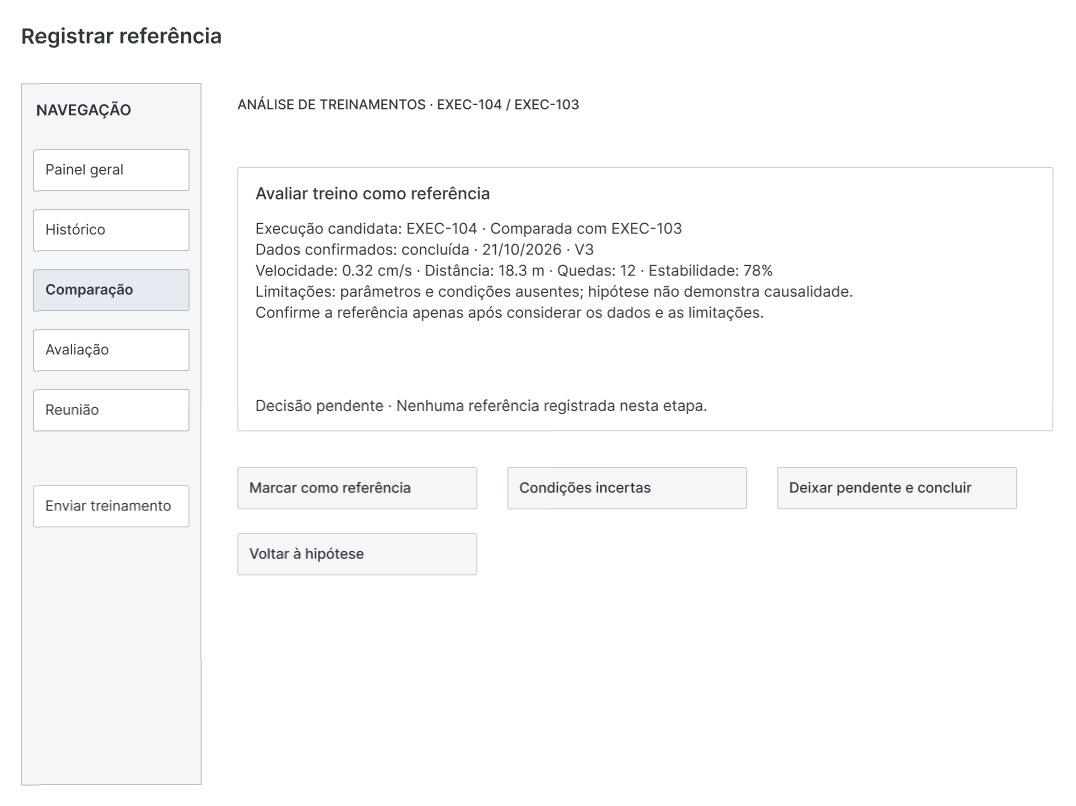 Registrar referência
NAVEGAÇÃO
Painel geral
Histórico
Comparação
Avaliação
Reunião
Enviar treinamento
ANÁLISE DE TREINAMENTOS · EXEC-104 / EXEC-103
Avaliar treino como referência
Execução candidata: EXEC-104 · Comparada com EXEC-103
Dados confirmados: concluída · 21/10/2026 · V3
Velocidade: 0.32 cm/s · Distância: 18.3 m · Quedas: 12 · Estabilidade: 78%
Limitações: parâmetros e condições ausentes; hipótese não demonstra causalidade.
Confirme a referência apenas após considerar os dados e as limitações.
Decisão pendente · Nenhuma referência registrada nesta etapa.
Marcar como referência
Condições incertas
Deixar pendente e concluir
Voltar à hipótese